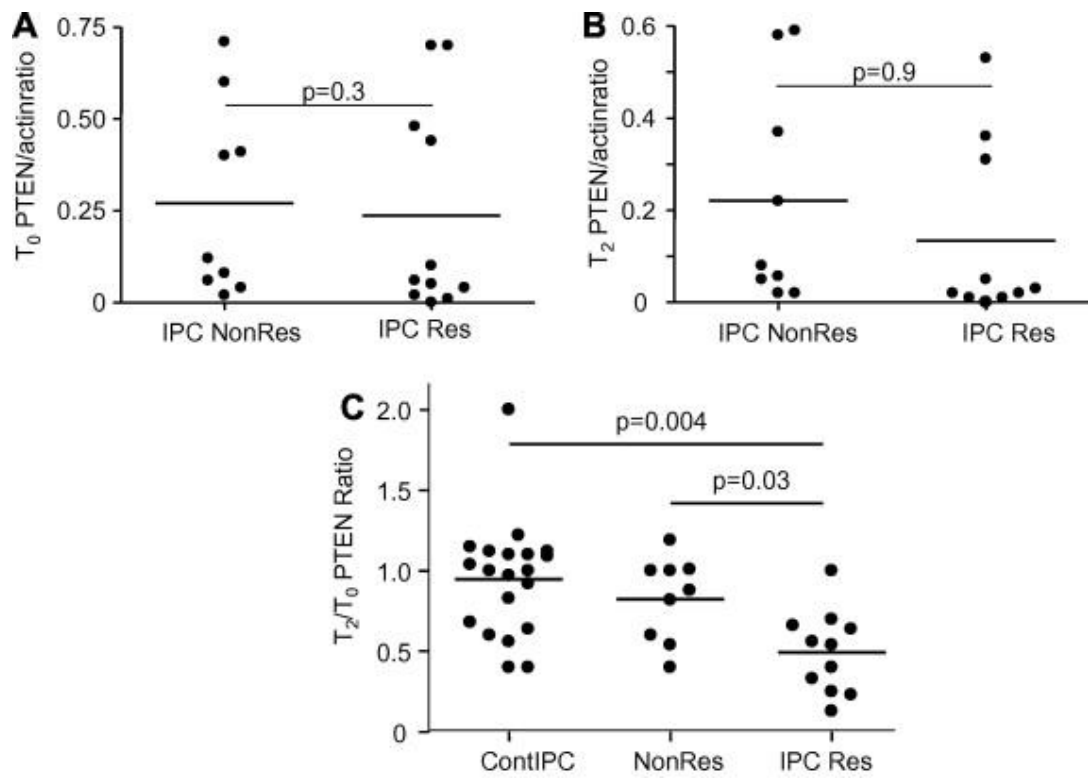 A
T0 PTEN/actinratio
0.75
0.50
0.25
0
p=0.3
IPC NonRes
IPC Res
B
T2 PTEN/actinratio
0.6
0.4
0.2
0
p=0.9
IPC NonRes
IPC Res
C
T2/T0 PTEN Ratio
2.0
1.5
1.0
0.5
0
p=0.004
p=0.03
ContIPC
NonRes
IPC Res